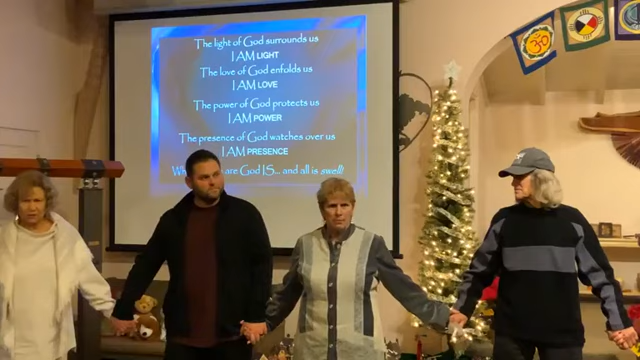 The light of God surrounds us
I AM LIGHT
The love of God enfolds us
I AM LOVE
The power of God protects us
I AM POWER
The presence of God watches over us
I AM PRESENCE
are God IS... and all is swell!